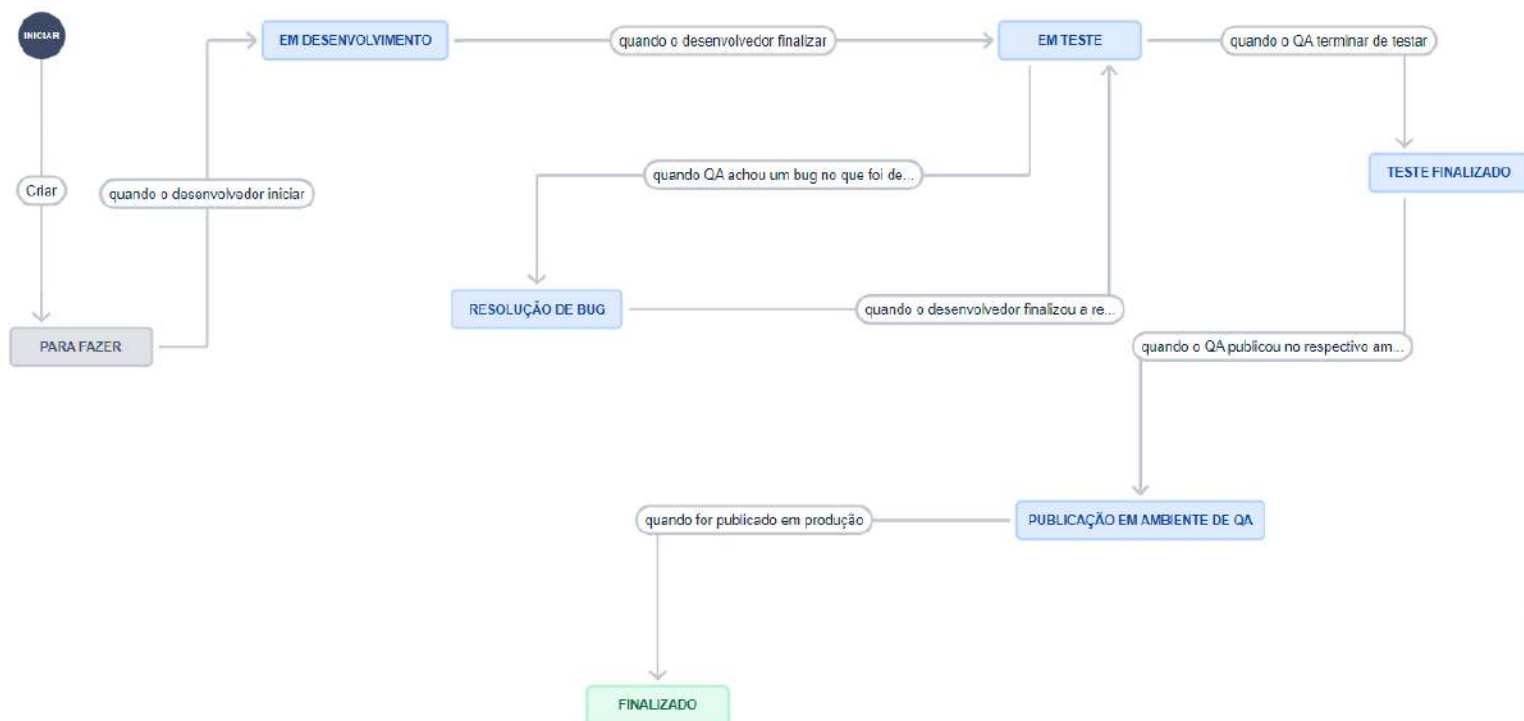 INICIAR
EM DESENVOLVIMENTO
quando o desenvolvedor finalizar
EM TESTE
quando o QA terminar de testar
Criar
quando o desenvolvedor iniciar
quando QA achou um bug no que foi de...
TESTE FINALIZADO
RESOLUÇÃO DE BUG
quando o desenvolvedor finalizou a re...
PARA FAZER
quando o QA publicou no respectivo am...
quando for publicado em produção
PUBLICAÇÃO EM AMBIENTE DE QA
FINALIZADO